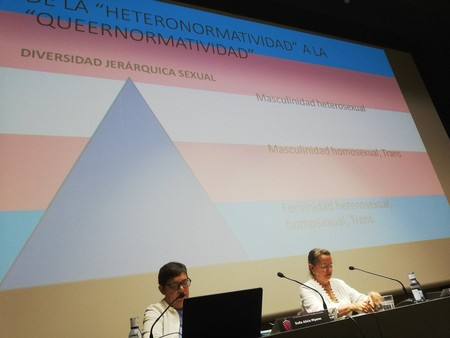 DE LA "HETERONORMATIVIDAD" A LA
"QUEERNORMATIVIDAD"
DIVERSIDAD JERÁRQUICA SEXUAL
Masculinidad heterosexual
Masculinidad homosexual, Trans
Feminidad heterosexual,
homosexual, Trans